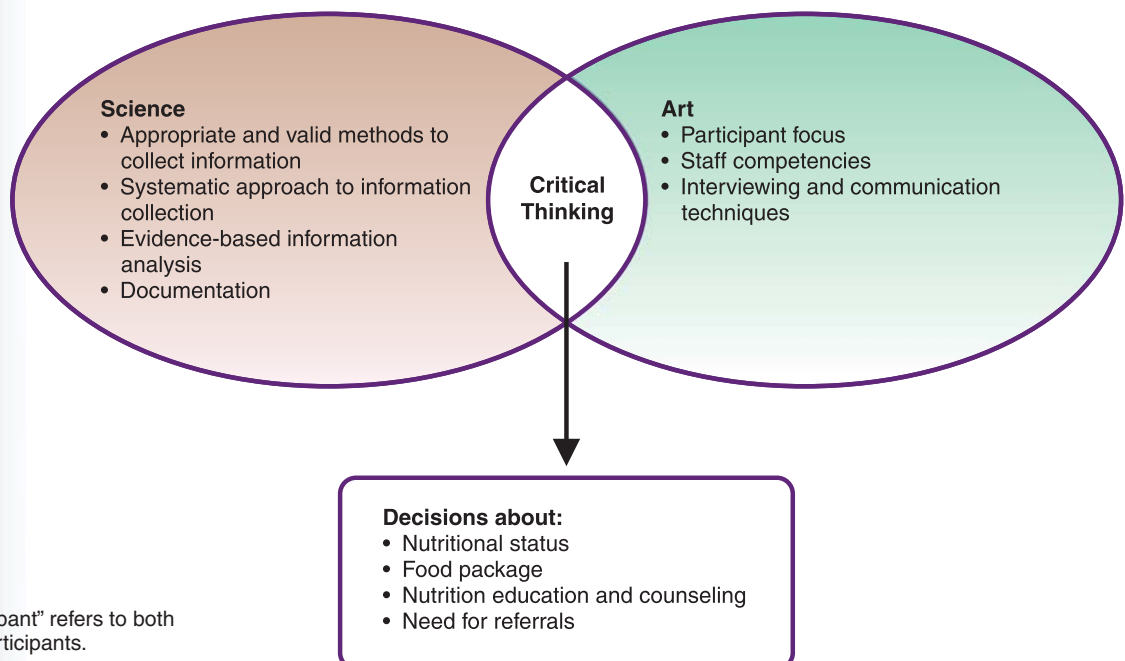 Science
• Appropriate and valid methods to
collect information
• Systematic approach to information
collection
• Evidence-based information
analysis
• Documentation
Critical
Thinking
Art
• Participant focus
• Staff competencies
• Interviewing and communication
techniques
Decisions about:
• Nutritional status
• Food package
• Nutrition education and counseling
• Need for referrals
refers to both